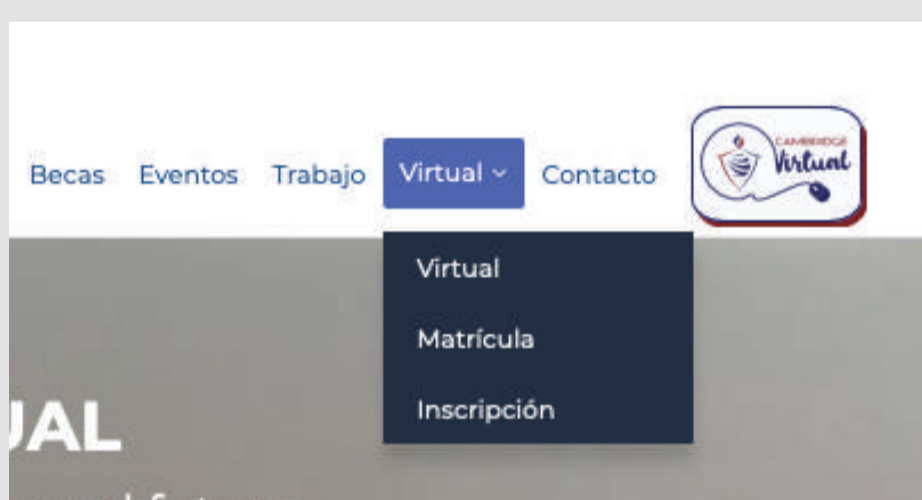 Becas Eventos Trabajo Virtual Contacto
CAMBRIDGE
Virtual
Virtual
Matrícula
Inscripción
UAL